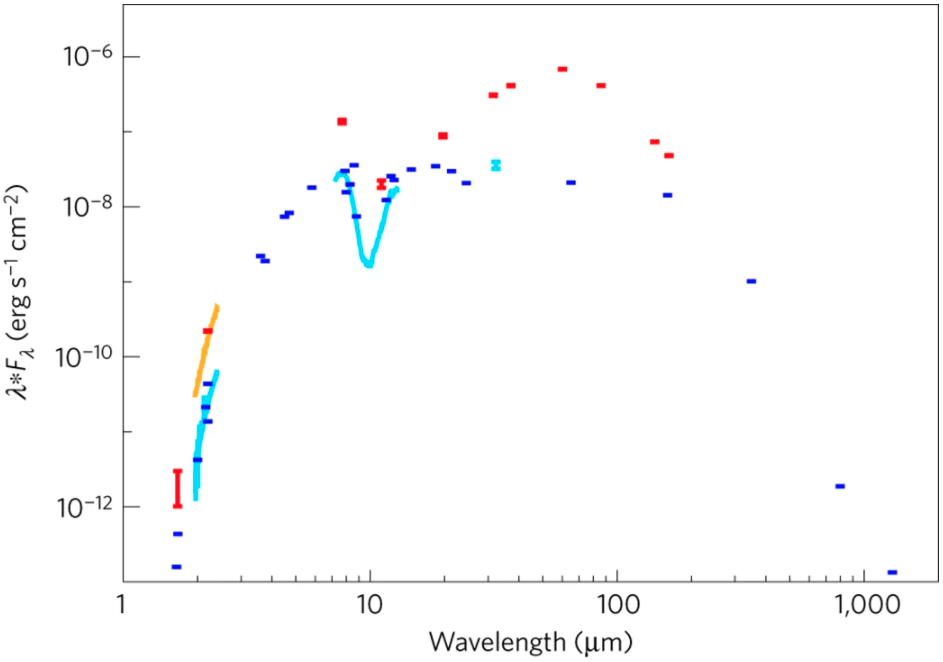 10⁻⁶
10⁻⁸
10⁻¹⁰
10⁻¹²
λ*F_λ (erg s⁻¹ cm⁻²)
1 10 100 1,000
Wavelength (μm)